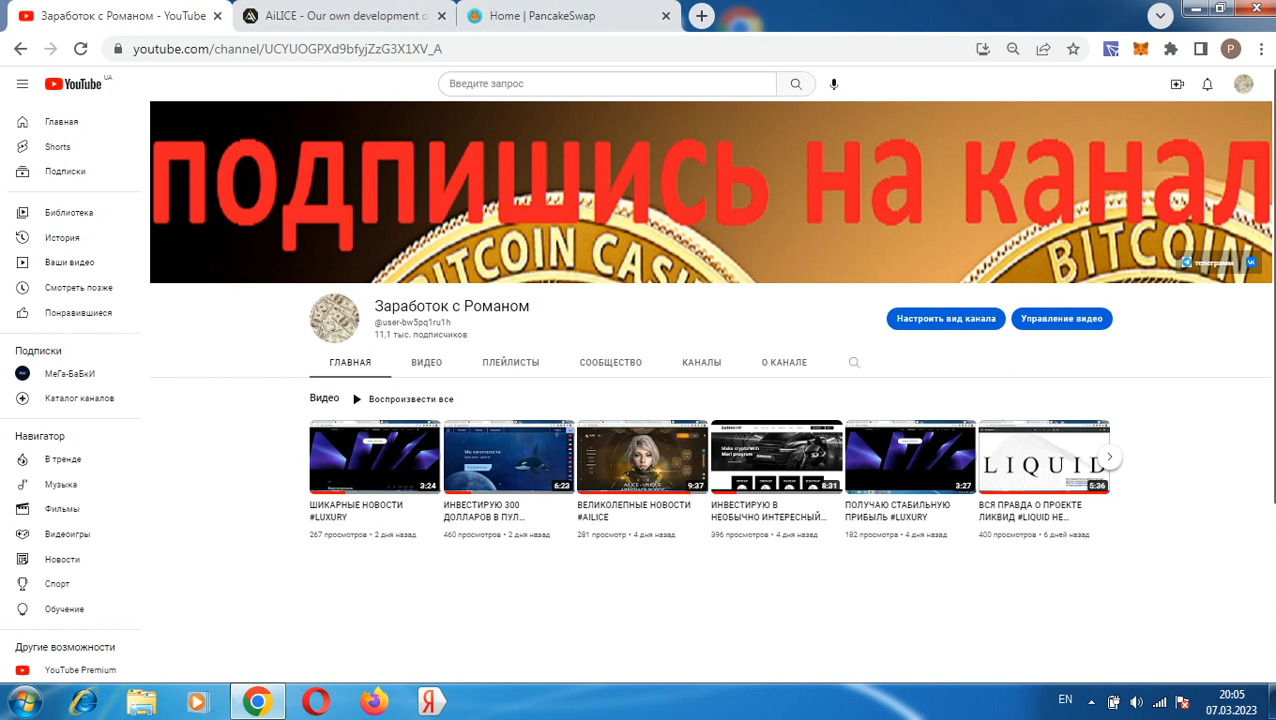 Заработок с Романом - YouTube
AiLICE - Our own development o
Home | PancakeSwap
youtube.com/channel/UCYUOGPXd9bfyjZzG3X1XV_A
P
YouTube UA
Введите запрос
Главная
Shorts
Подписки
Библиотека
История
Ваши видео
Смотреть позже
Понравившиеся
Подписки
МеГа-БаБкИ
Каталог каналов
Навигатор
В тренде
Музыка
Фильмы
Видеоигры
Новости
Спорт
Обучение
Другие возможности
YouTube Premium
подпишись на канал
BITCOIN CASH
BITCOIN
телеграмм
Заработок с Романом
@user-bw5pq1ru1h
11,1 тыс. подписчиков
Настроить вид канала
Управление видео
ГЛАВНАЯ
ВИДЕО
ПЛЕЙЛИСТЫ
СООБЩЕСТВО
КАНАЛЫ
О КАНАЛЕ
Видео
Воспроизвести все
3:24
ШИКАРНЫЕ НОВОСТИ
#LUXURY
267 просмотров • 2 дня назад
6:23
ИНВЕСТИРУЮ 300
ДОЛЛАРОВ В ПУЛ...
460 просмотров • 2 дня назад
9:37
ВЕЛИКОЛЕПНЫЕ НОВОСТИ
#AILICE
281 просмотр • 4 дня назад
Make crypto with
Mari program
8:31
ИНВЕСТИРУЮ В
НЕОБЫЧНО ИНТЕРЕСНЫЙ...
396 просмотров • 4 дня назад
3:27
ПОЛУЧАЮ СТАБИЛЬНУЮ
ПРИБЫЛЬ #LUXURY
182 просмотра • 4 дня назад
LIQUID
5:36
ВСЯ ПРАВДА О ПРОЕКТЕ
ЛИКВИД #LIQUID НЕ...
400 просмотров • 6 дней назад
EN
20:05
07.03.2023